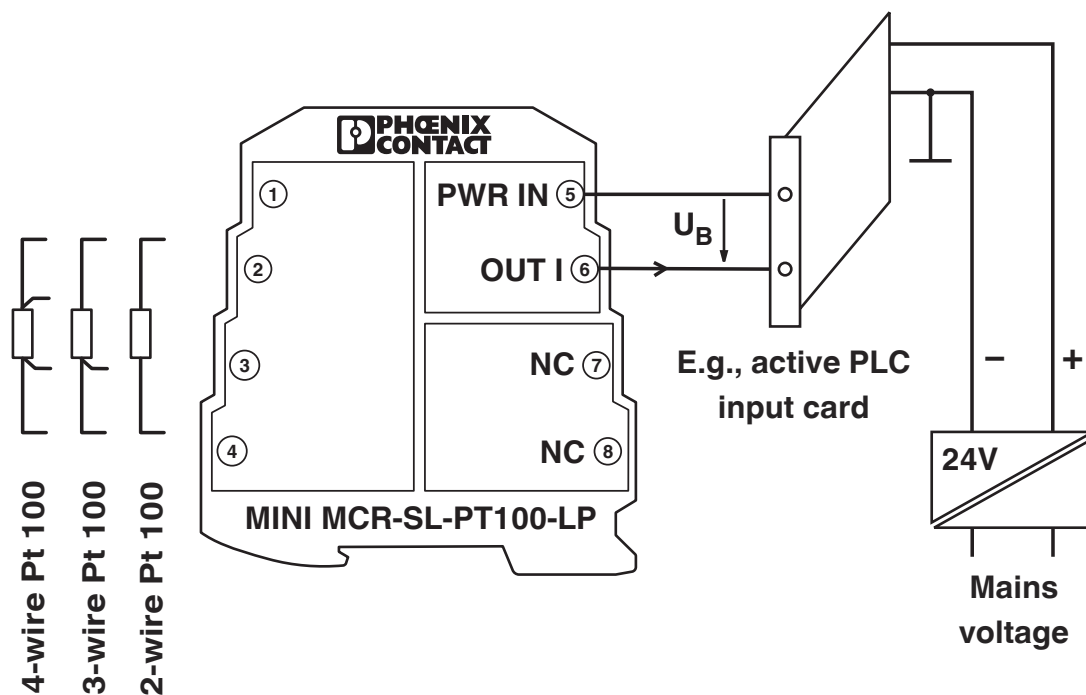 PHŒNIX
CONTACT
1
PWR IN 5
U_B
2
OUT I 6
3
NC 7
E.g., active PLC
input card
– +
4
NC 8
24V
MINI MCR-SL-PT100-LP
4-wire Pt 100
3-wire Pt 100
2-wire Pt 100
Mains
voltage